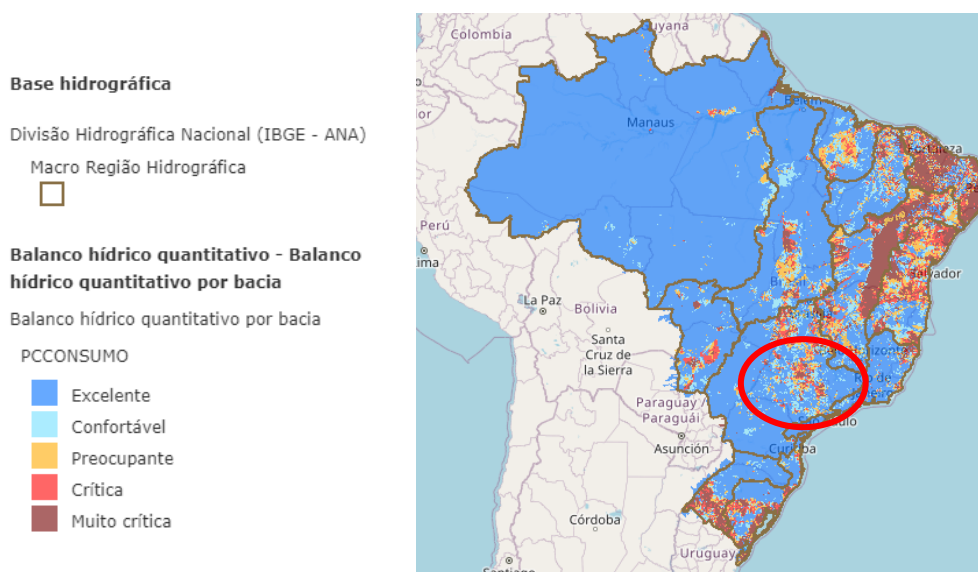 Base hidrográfica
Divisão Hidrográfica Nacional (IBGE - ANA)
Macro Região Hidrográfica
Balanco hídrico quantitativo - Balanco
hídrico quantitativo por bacia
Balanco hídrico quantitativo por bacia
PCCONSUMO
Excelente
Confortável
Preocupante
Crítica
Muito crítica
Colombia
Guyana
Belém
Manaus
Fortaleza
Perú
Salvador
La Paz
Bolivia
Santa
Cruz de
la Sierra
Paraguay /
Paraguái
Asunción
Curitiba
Córdoba
Uruguay
Santiago